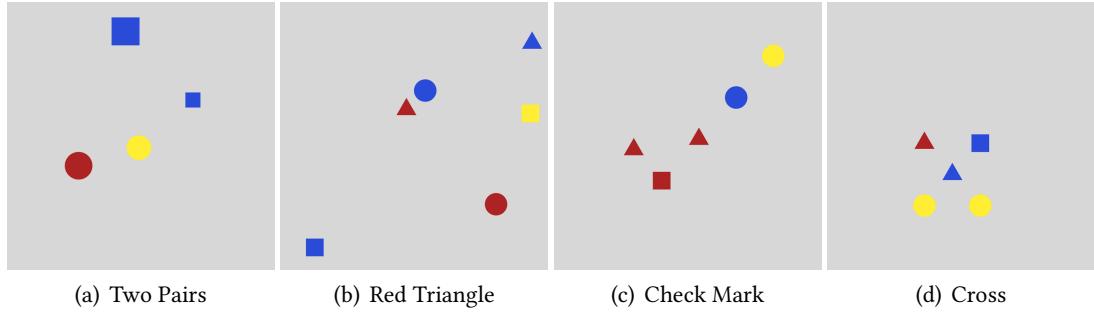 (a) Two Pairs
(b) Red Triangle
(c) Check Mark
(d) Cross